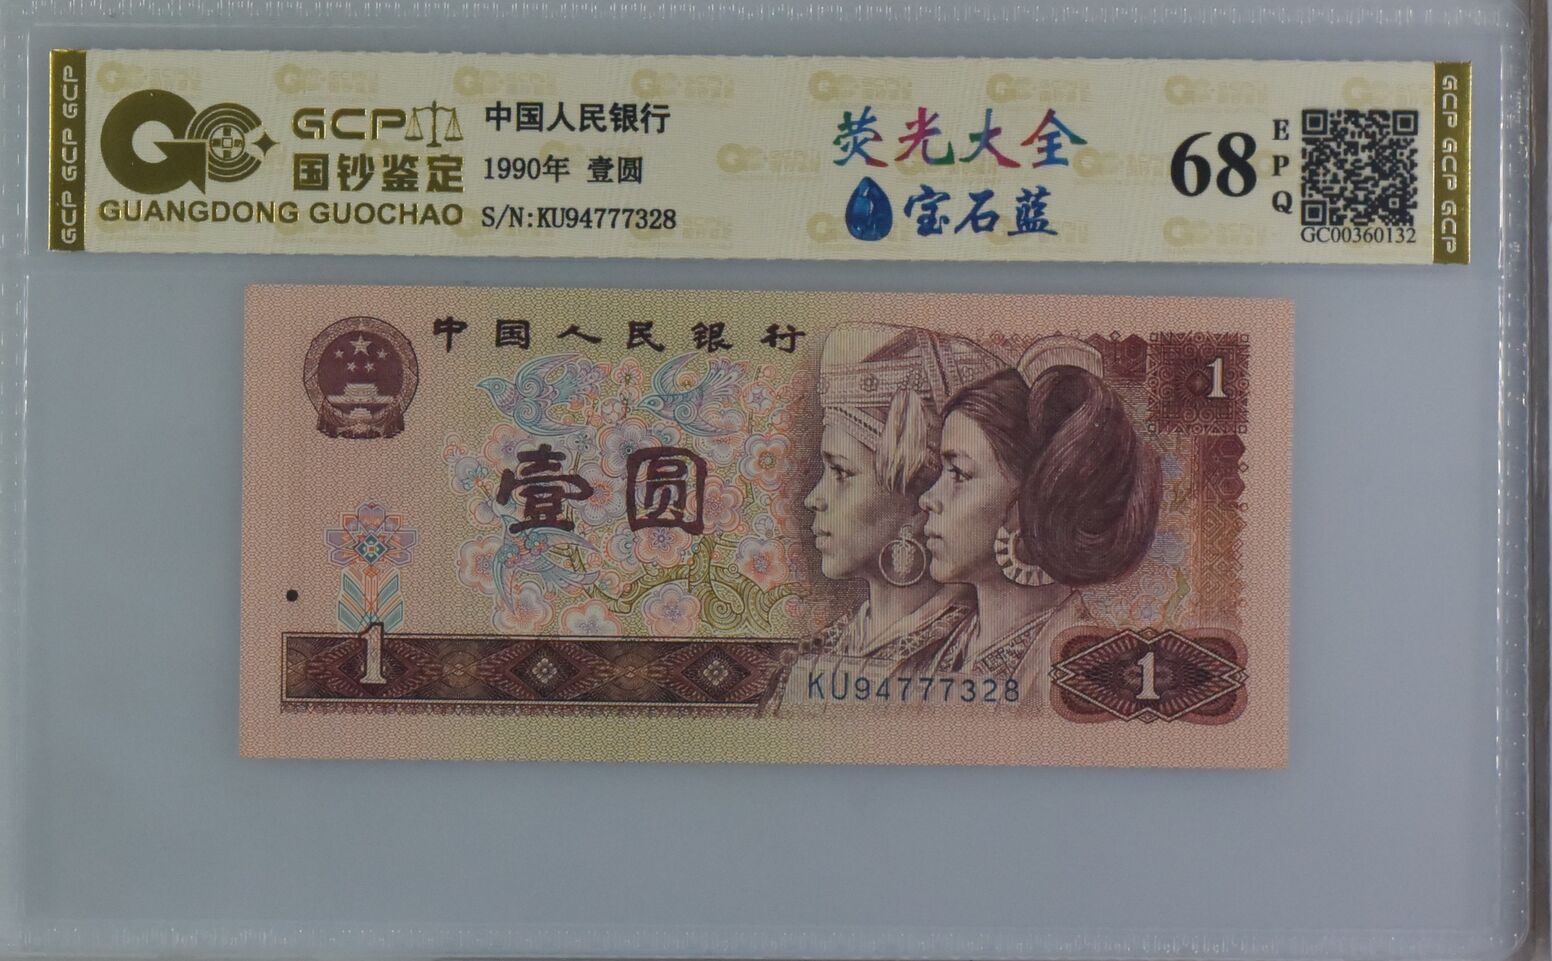 GCP GCP GCP
GCP
国钞鉴定
GUANGDONG GUOCHAO
中国人民银行
1990年 壹圆
S/N:KU94777328
荧光大全
宝石蓝
68
EPQ
GC00360132
GCP GCP GCP
中国人民银行
1
壹圆
1
KU94777328
1